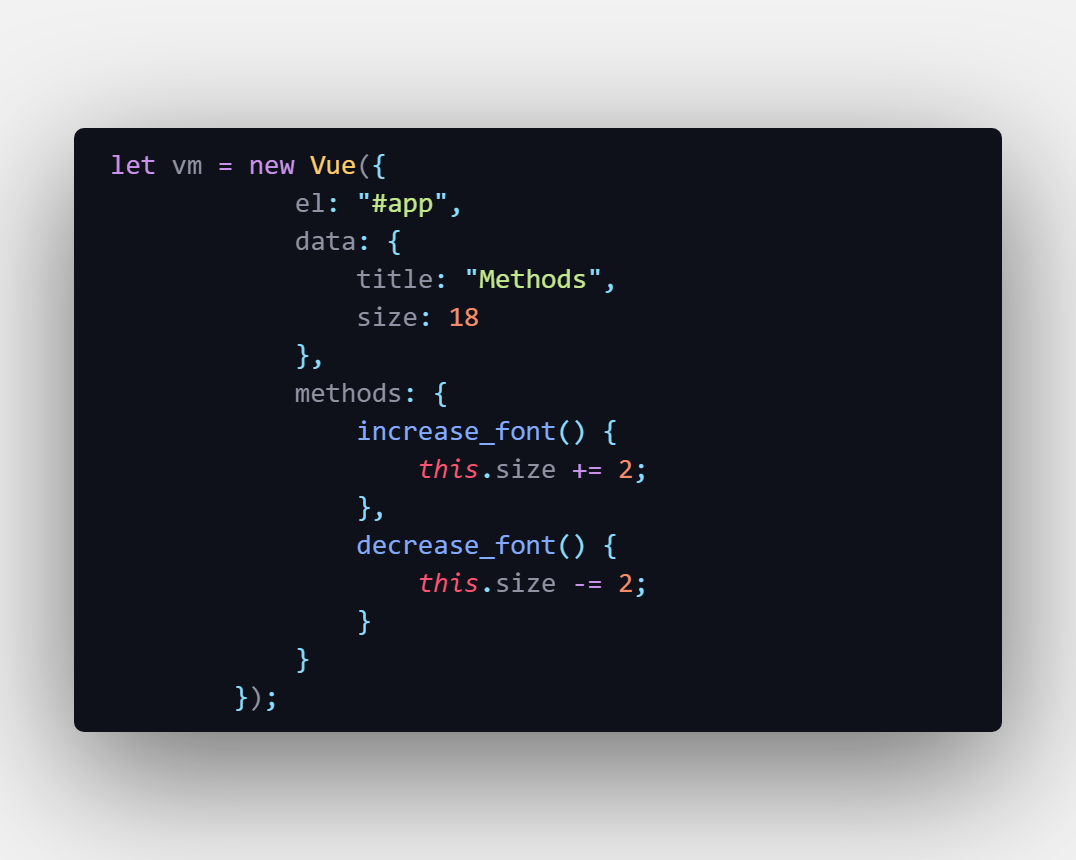 let vm = new Vue({
            el: "#app",
            data: {
                title: "Methods",
                size: 18
            },
            methods: {
                increase_font() {
                    this.size += 2;
                },
                decrease_font() {
                    this.size -= 2;
                }
            }
        });